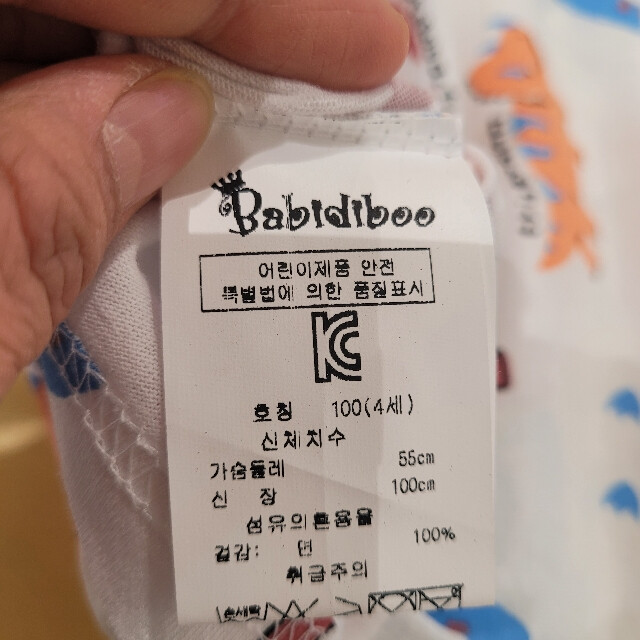 Babidiboo
어린이제품 안전
특별법에 의한 품질표시
KC
호칭 100(4세)
신체치수
가슴둘레 55cm
신 장 100cm
섬유의혼용율
겉감: 면 100%
취급주의